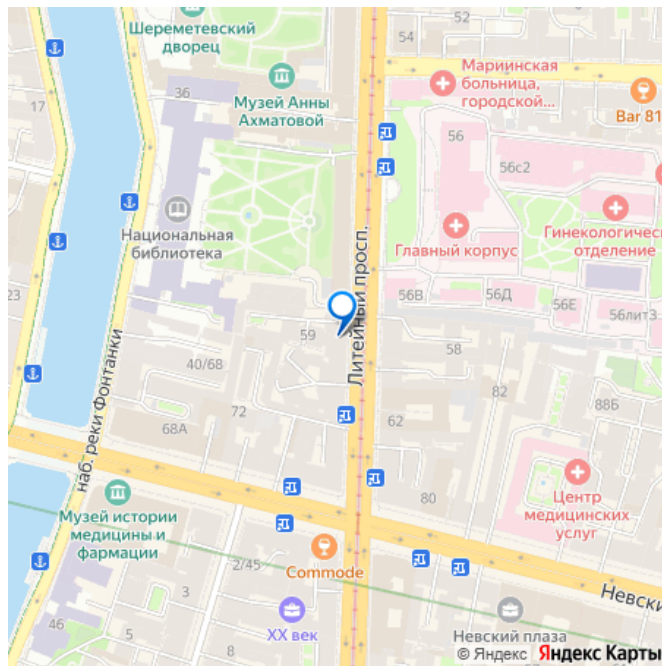 Шереметевский
дворец
52
54
17
36
Музей Анны
Ахматовой
Мариинская
больница,
городской...
Bar 81
56
56с2
Национальная
библиотека
Главный корпус
Гинекологичес
отделение
Литейный просп.
23
56В
56Д
56Е
56литЗ
59
58
наб. реки Фонтанки
40/68
82
72
62
88Б
68А
80
Музей истории
медицины и
фармации
Центр
медицинских
услуг
2/45
Commode
3
5
Невски
46
8
XX век
Невский плаза
© Яндекс Яндекс Карты